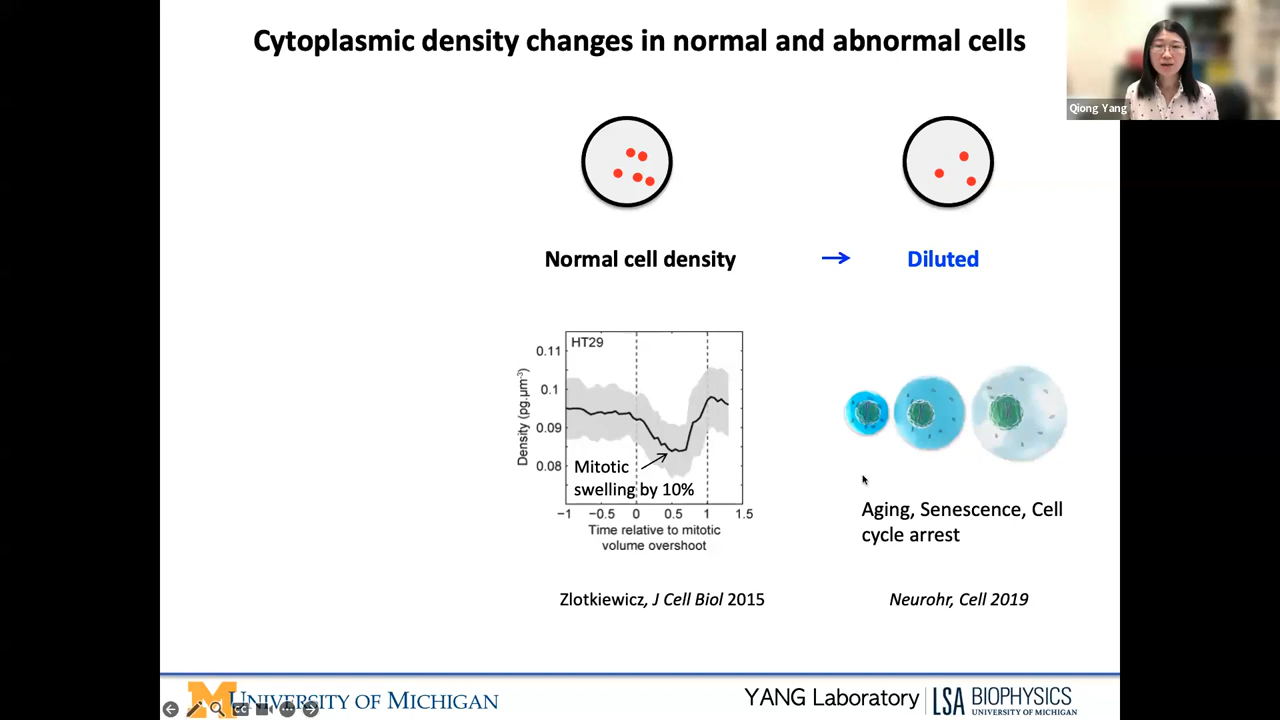 Cytoplasmic density changes in normal and abnormal cells
Qiong Yang
Normal cell density
→
Diluted
HT29
0.11
0.1
0.09
0.08
Density (pg.µm⁻³)
Mitotic
swelling by 10%
−1 −0.5 0 0.5 1 1.5
Time relative to mitotic
volume overshoot
Aging, Senescence, Cell
cycle arrest
Zlotkiewicz, J Cell Biol 2015
Neurohr, Cell 2019
M UNIVERSITY OF MICHIGAN
YANG Laboratory
LSA BIOPHYSICS
UNIVERSITY OF MICHIGAN